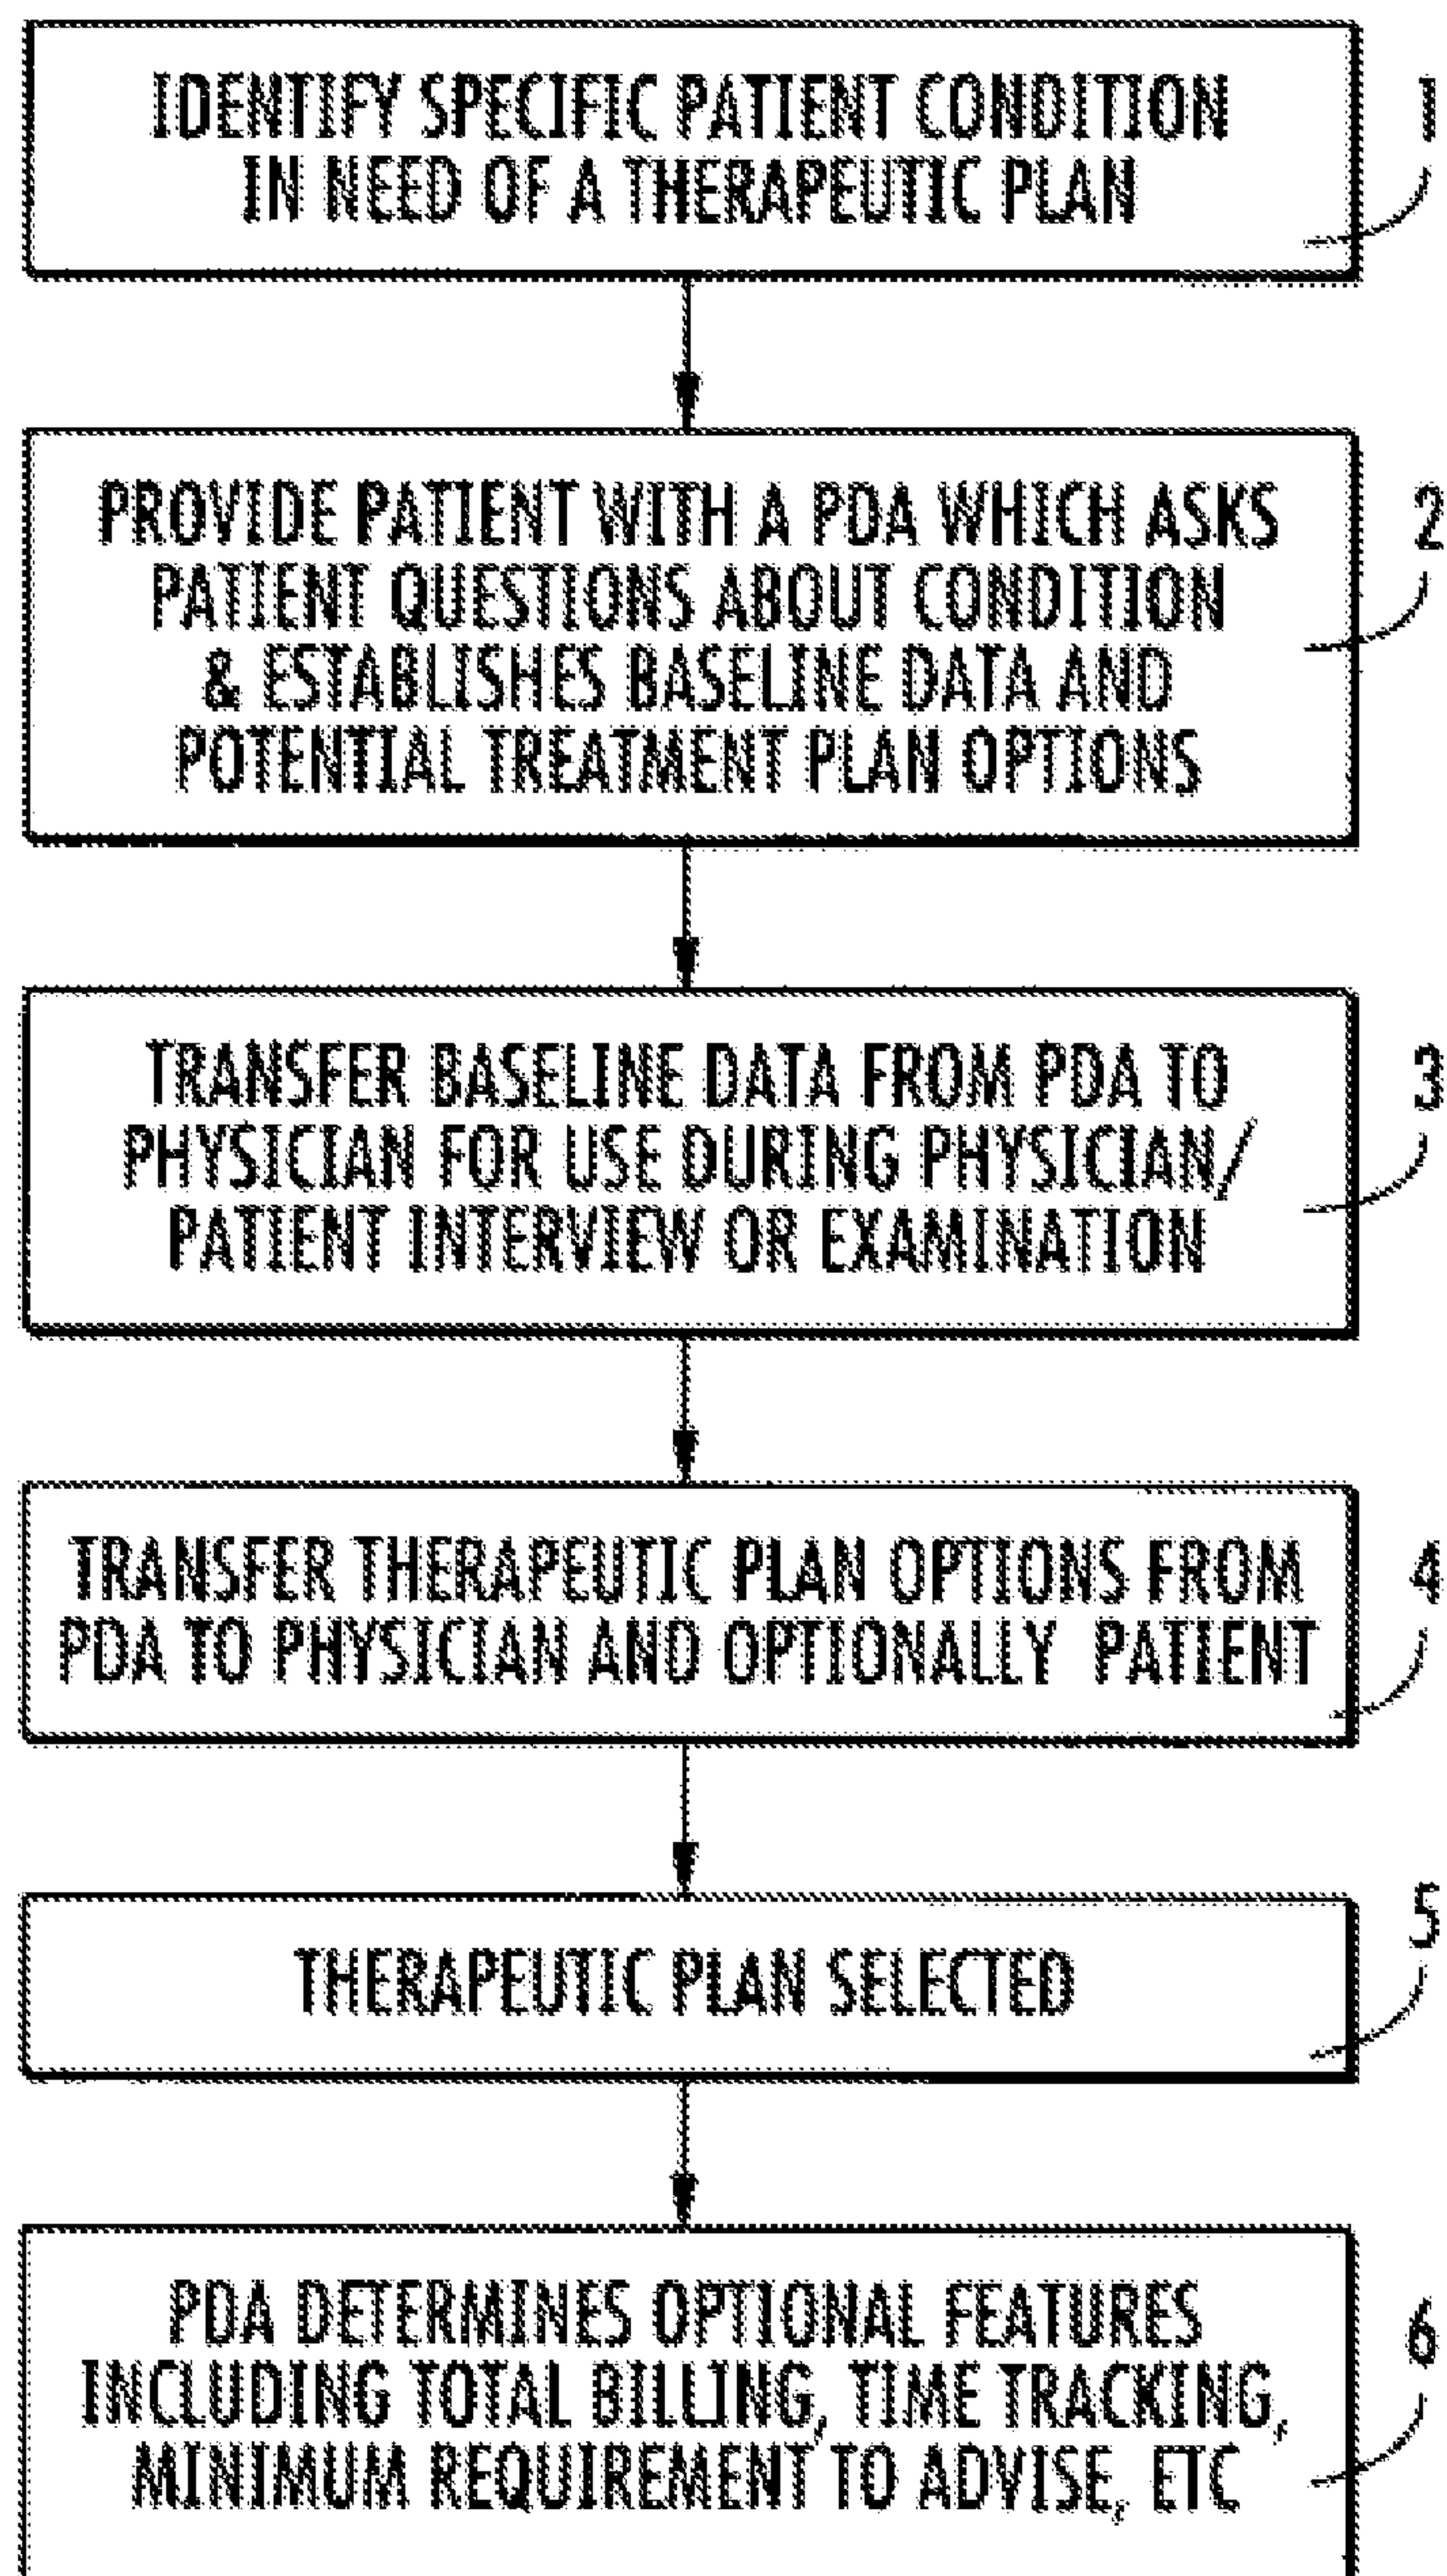 IDENTIFY SPECIFIC PATIENT CONDITION
IN NEED OF A THERAPEUTIC PLAN
1
PROVIDE PATIENT WITH A PDA WHICH ASKS
PATIENT QUESTIONS ABOUT CONDITION
& ESTABLISHES BASELINE DATA AND
POTENTIAL TREATMENT PLAN OPTIONS
2
TRANSFER BASELINE DATA FROM PDA TO
PHYSICIAN FOR USE DURING PHYSICIAN/
PATIENT INTERVIEW OR EXAMINATION
3
TRANSFER THERAPEUTIC PLAN OPTIONS FROM
PDA TO PHYSICIAN AND OPTIONALLY PATIENT
4
THERAPEUTIC PLAN SELECTED
5
PDA DETERMINES OPTIONAL FEATURES
INCLUDING TOTAL BILLING, TIME TRACKING,
MINIMUM REQUIREMENT TO ADVISE, ETC
6